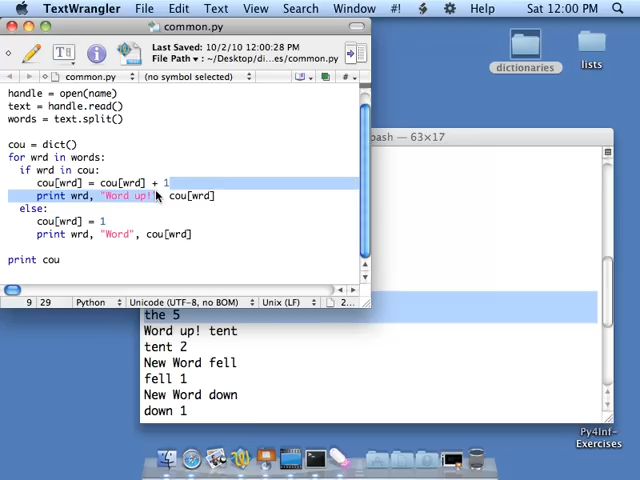 TextWrangler File Edit Text View Search Window #! Help Sat 12:00 PM
common.py
Last Saved: 10/2/10 12:00:28 PM
File Path ▾: ~/Desktop/di...es/common.py
common.py (no symbol selected) #
handle = open(name)
text = handle.read()
words = text.split()
cou = dict()
for wrd in words:
if wrd in cou:
cou[wrd] = cou[wrd] + 1
print wrd, "Word up!", cou[wrd]
else:
cou[wrd] = 1
print wrd, "Word", cou[wrd]
print cou
9 29 Python Unicode (UTF-8, no BOM) Unix (LF) 2...
dictionaries
lists
bash — 63×17
the 5
Word up! tent
tent 2
New Word fell
fell 1
New Word down
down 1
Py4Inf-
Exercises